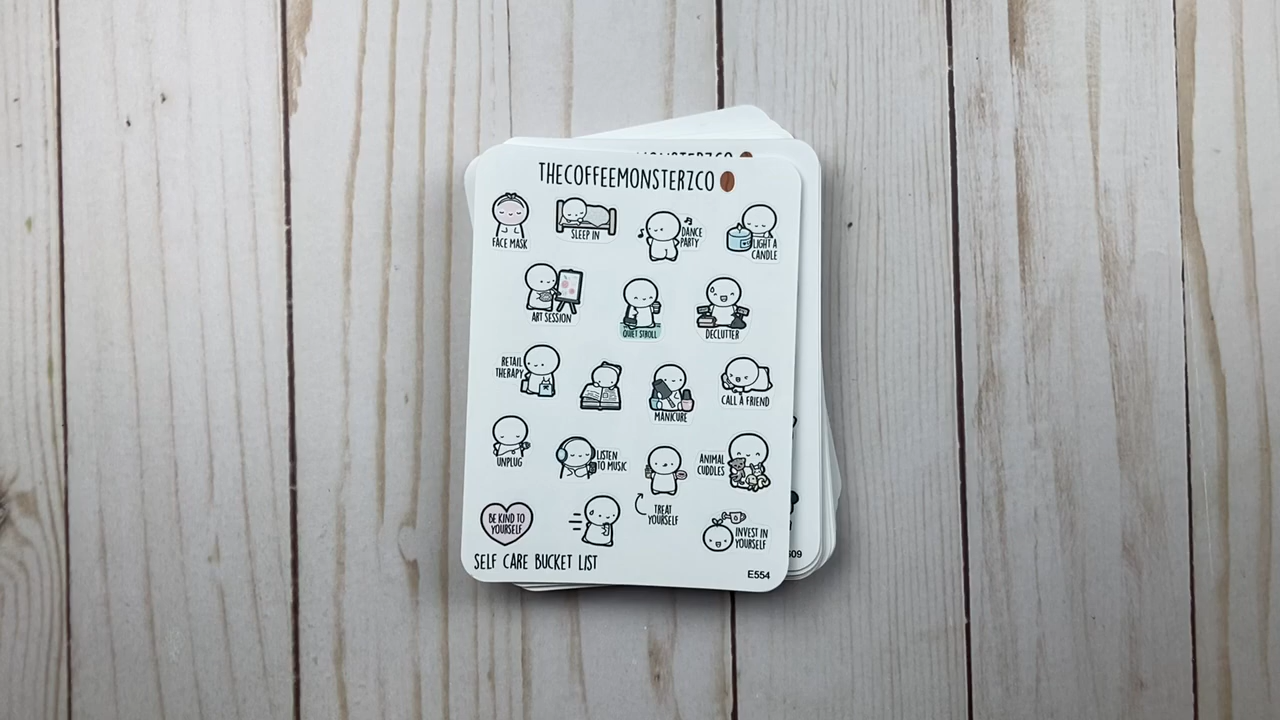 MONSTERZCO
THECOFFEEMONSTERZCO
FACE MASK
SLEEP IN
DANCE
PARTY
LIGHT A
CANDLE
ART SESSION
QUIET STROLL
DECLUTTER
RETAIL
THERAPY
MANICURE
CALL A FRIEND
UNPLUG
LISTEN
TO MUSIC
TREAT
YOURSELF
ANIMAL
CUDDLES
BE KIND TO
YOURSELF
INVEST IN
YOURSELF
SELF CARE BUCKET LIST
E554
609